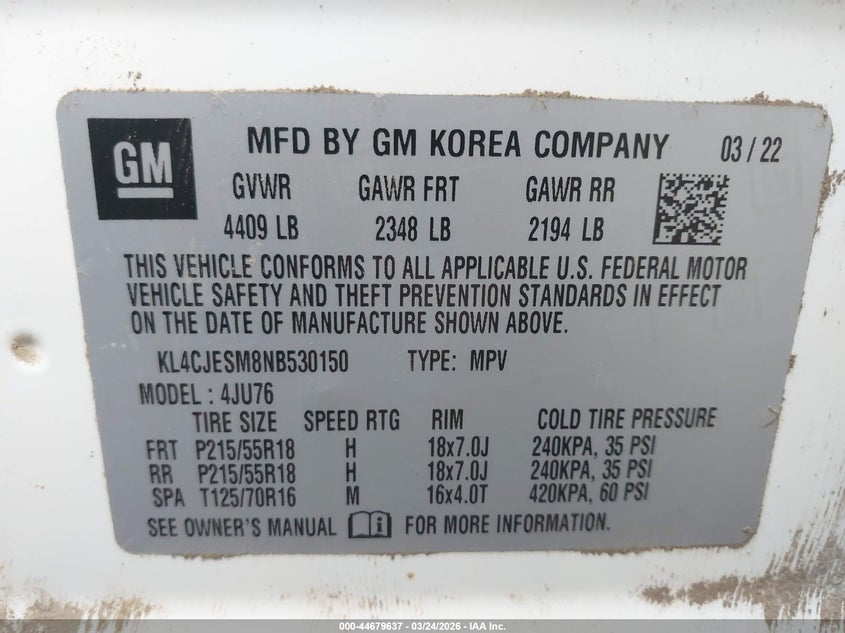 GM
MFD BY GM KOREA COMPANY 03 / 22
GVWR GAWR FRT GAWR RR
4409 LB 2348 LB 2194 LB
THIS VEHICLE CONFORMS TO ALL APPLICABLE U.S. FEDERAL MOTOR
VEHICLE SAFETY AND THEFT PREVENTION STANDARDS IN EFFECT
ON THE DATE OF MANUFACTURE SHOWN ABOVE.
KL4CJESM8NB530150 TYPE: MPV
MODEL : 4JU76
TIRE SIZE SPEED RTG RIM COLD TIRE PRESSURE
FRT P215/55R18 H 18x7.0J 240KPA, 35 PSI
RR P215/55R18 H 18x7.0J 240KPA, 35 PSI
SPA T125/70R16 M 16x4.0T 420KPA, 60 PSI
SEE OWNER'S MANUAL i FOR MORE INFORMATION.
000-44679637 - 03/24/2026 - IAA Inc.